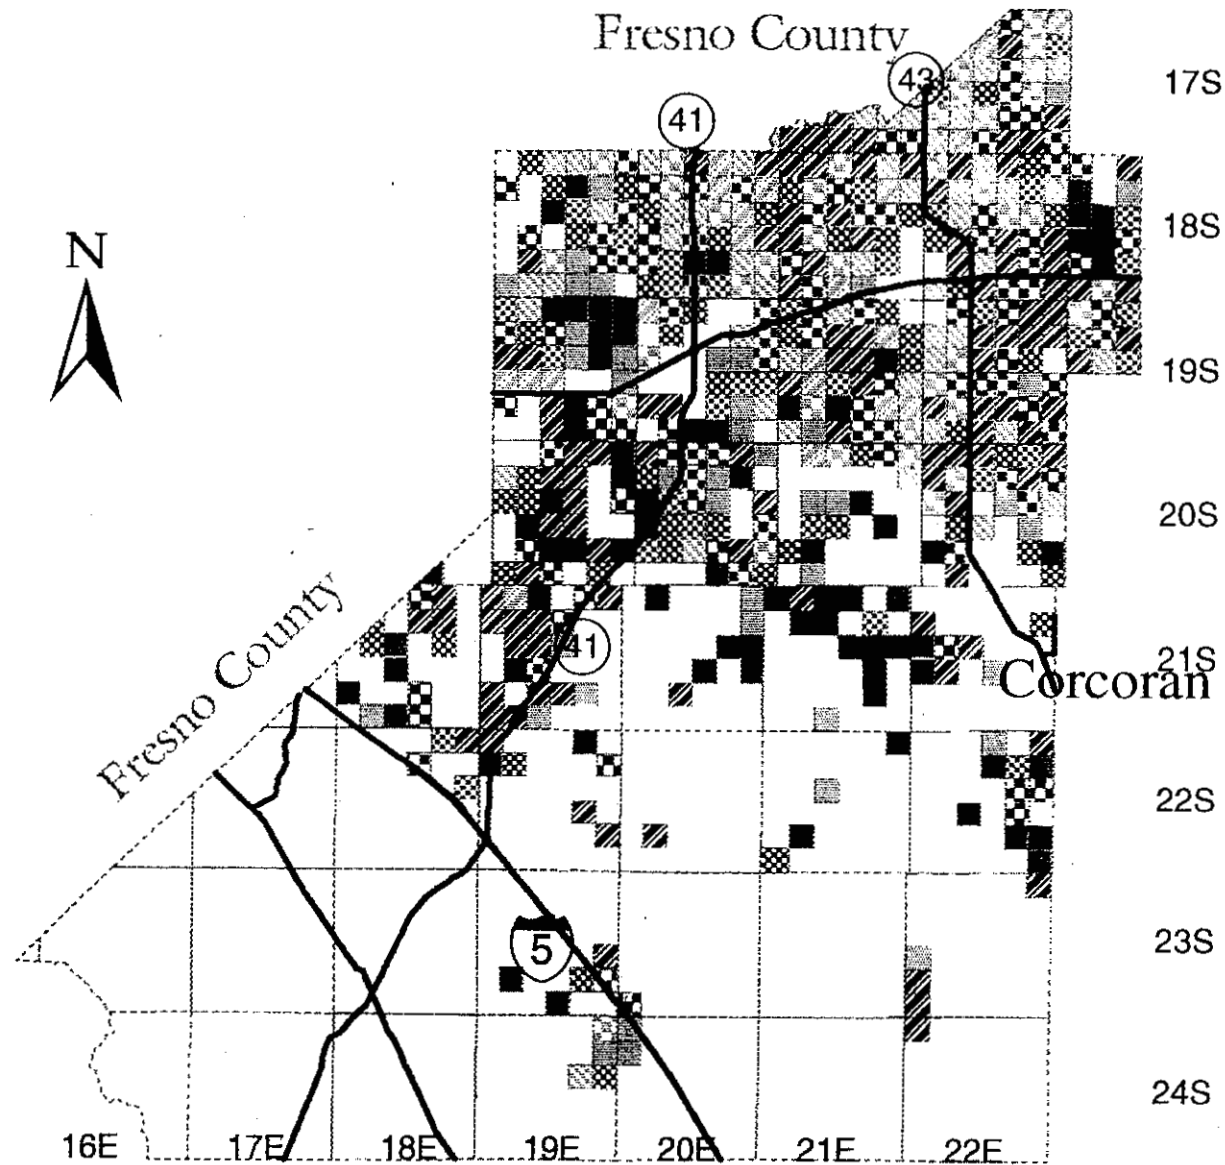 Fresno County
43
17S
41
18S
N
19S
20S
Fresno County
41
21S
Corcoran
22S
5
23S
24S
16E 17E 18E 19E 20E 21E 22E